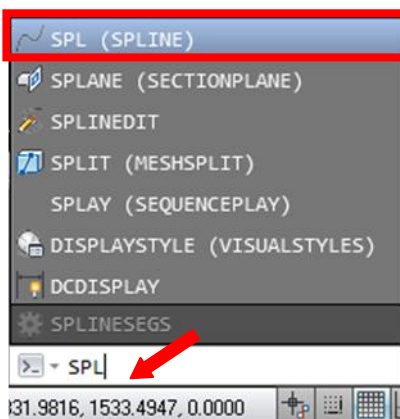 SPL (SPLINE)
SPLANE (SECTIONPLANE)
SPLINEDIT
SPLIT (MESHSPLIT)
SPLAY (SEQUENCEPLAY)
DISPLAYSTYLE (VISUALSTYLES)
DCDISPLAY
SPLINESEGS
SPL
331.9816, 1533.4947, 0.0000